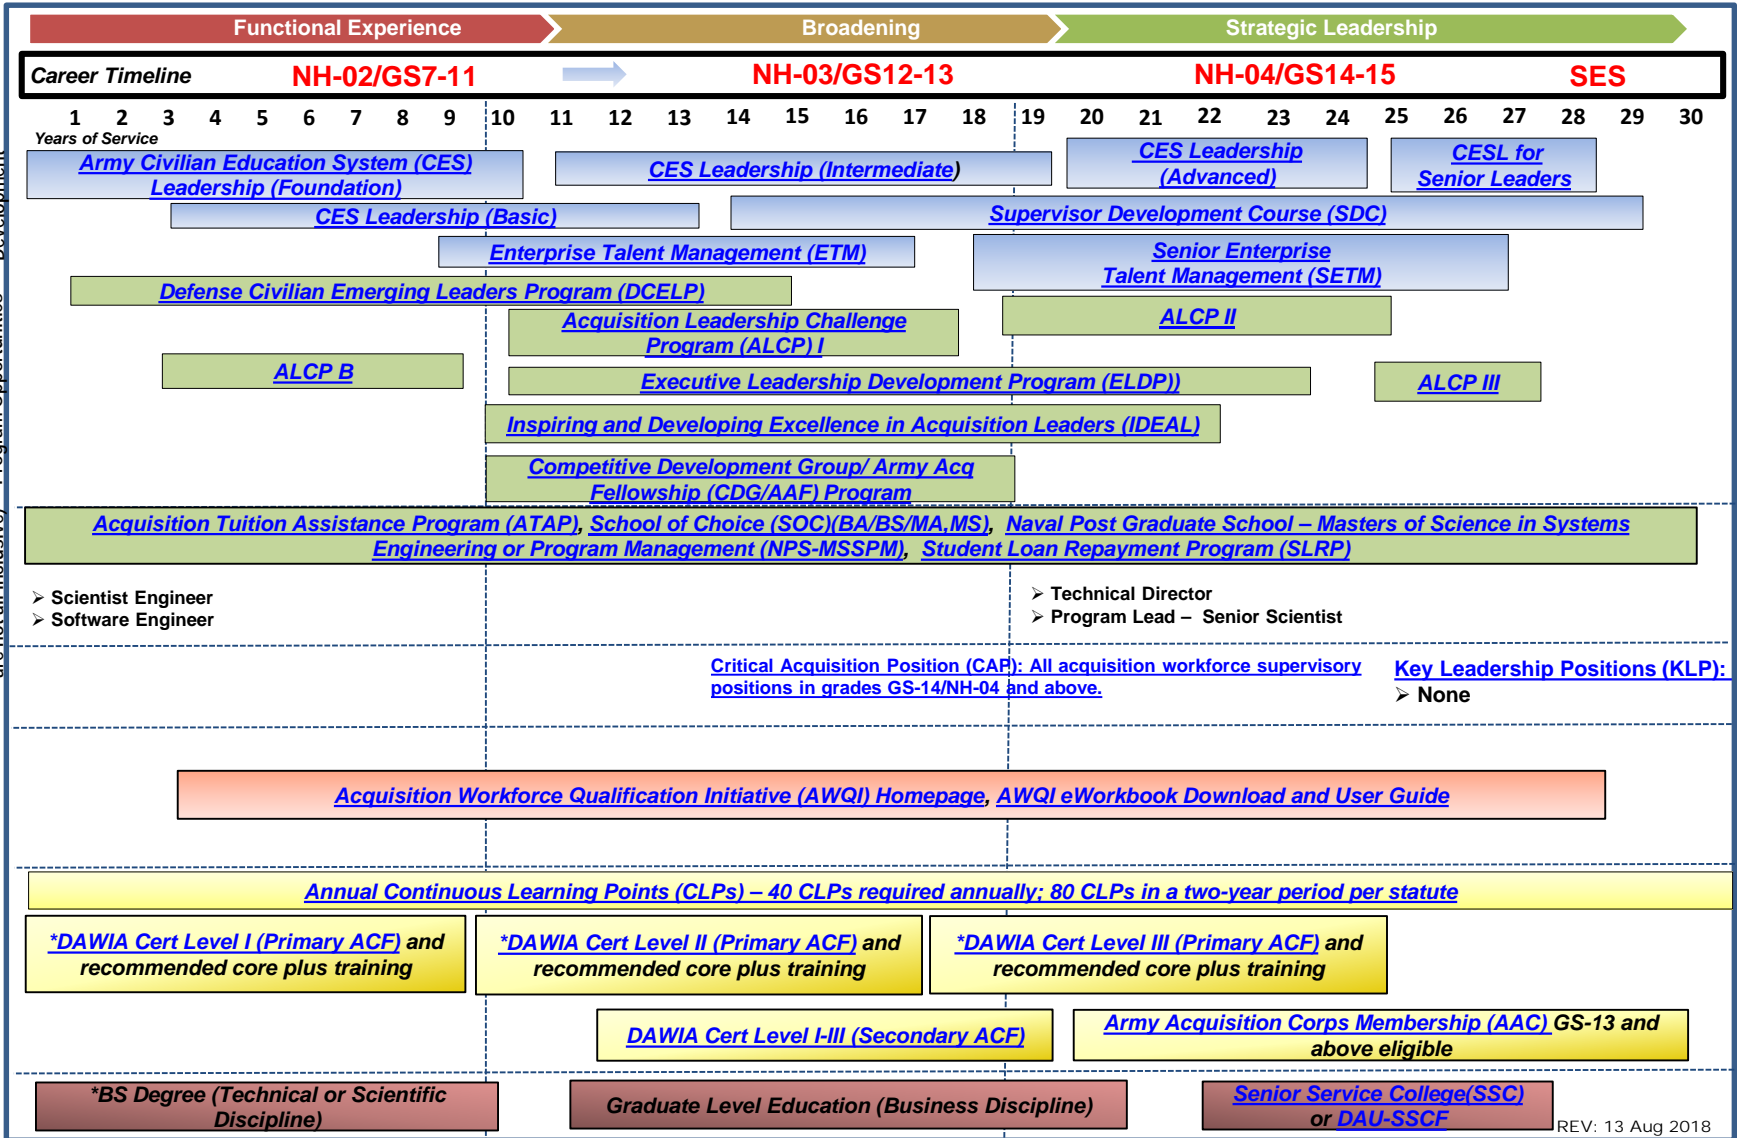 Functional Experience
Broadening
Strategic Leadership
Career Timeline
NH-02/GS7-11
NH-03/GS12-13
NH-04/GS14-15
SES
1 2 3 4 5 6 7 8 9 10 11 12 13 14 15 16 17 18 19 20 21 22 23 24 25 26 27 28 29 30
Years of Service
Army Civilian Education System (CES)
Leadership (Foundation)
CES Leadership (Intermediate)
CES Leadership
(Advanced)
CESL for
Senior Leaders
CES Leadership (Basic)
Supervisor Development Course (SDC)
Enterprise Talent Management (ETM)
Senior Enterprise
Talent Management (SETM)
Defense Civilian Emerging Leaders Program (DCELP)
Acquisition Leadership Challenge
Program (ALCP) I
ALCP II
ALCP B
Executive Leadership Development Program (ELDP))
ALCP III
Inspiring and Developing Excellence in Acquisition Leaders (IDEAL)
Competitive Development Group/ Army Acq
Fellowship (CDG/AAF) Program
Acquisition Tuition Assistance Program (ATAP), School of Choice (SOC)(BA/BS/MA,MS), Naval Post Graduate School – Masters of Science in Systems
Engineering or Program Management (NPS-MSSPM), Student Loan Repayment Program (SLRP)
➢ Scientist Engineer
➢ Software Engineer
➢ Technical Director
➢ Program Lead – Senior Scientist
Critical Acquisition Position (CAP): All acquisition workforce supervisory
positions in grades GS-14/NH-04 and above.
Key Leadership Positions (KLP):
➢ None
Acquisition Workforce Qualification Initiative (AWQI) Homepage, AWQI eWorkbook Download and User Guide
Annual Continuous Learning Points (CLPs) – 40 CLPs required annually; 80 CLPs in a two-year period per statute
*DAWIA Cert Level I (Primary ACF) and
recommended core plus training
*DAWIA Cert Level II (Primary ACF) and
recommended core plus training
*DAWIA Cert Level III (Primary ACF) and
recommended core plus training
DAWIA Cert Level I-III (Secondary ACF)
Army Acquisition Corps Membership (AAC) GS-13 and
above eligible
*BS Degree (Technical or Scientific
Discipline)
Graduate Level Education (Business Discipline)
Senior Service College(SSC)
or DAU-SSCF
REV: 13 Aug 2018